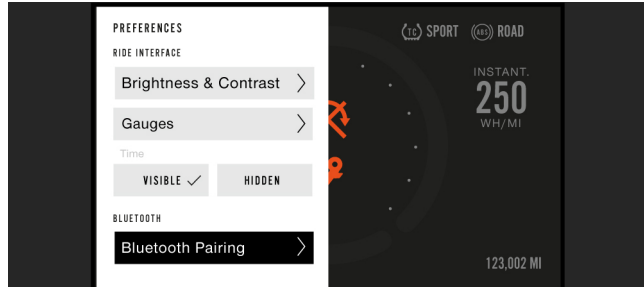 PREFERENCES
RIDE INTERFACE
Brightness & Contrast
Gauges
Time
VISIBLE
HIDDEN
BLUETOOTH
Bluetooth Pairing
TC SPORT
ABS ROAD
INSTANT.
250
WH/MI
123,002 MI